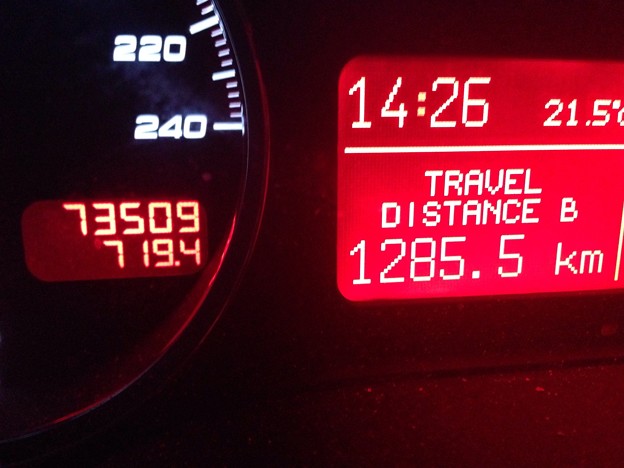 220
240
73509
719.4
14:26 21.5°c
TRAVEL
DISTANCE B
1285.5 km